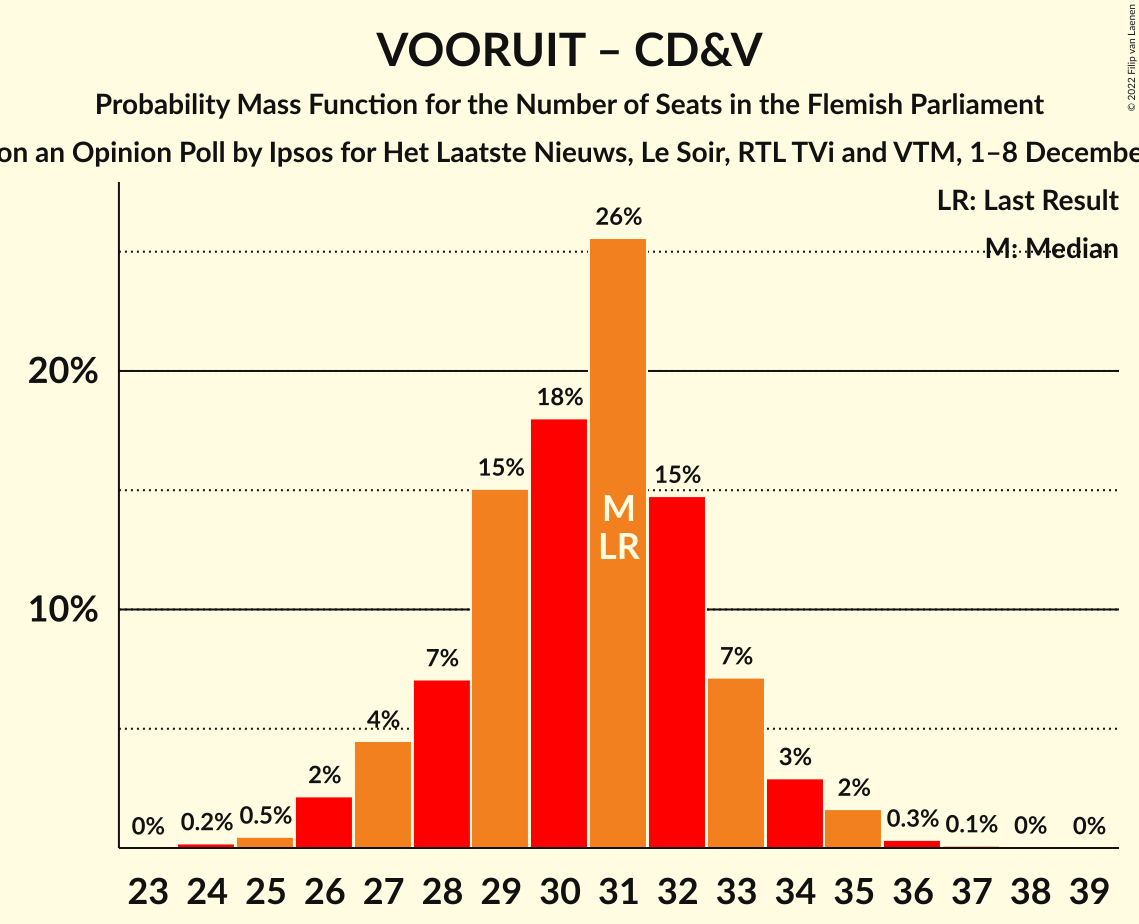 VOORUIT – CD&V
Probability Mass Function for the Number of Seats in the Flemish Parliament
on an Opinion Poll by Ipsos for Het Laatste Nieuws, Le Soir, RTL TVi and VTM, 1–8
© 2022 Filip van Laenen
LR: Last Result
M: Median
26%
20%
18%
15%
15%
M
LR
10%
7%
7%
4%
3%
2%
2%
0% 0.2% 0.5% 0.3% 0.1% 0% 0%
23 24 25 26 27 28 29 30 31 32 33 34 35 36 37 38 39